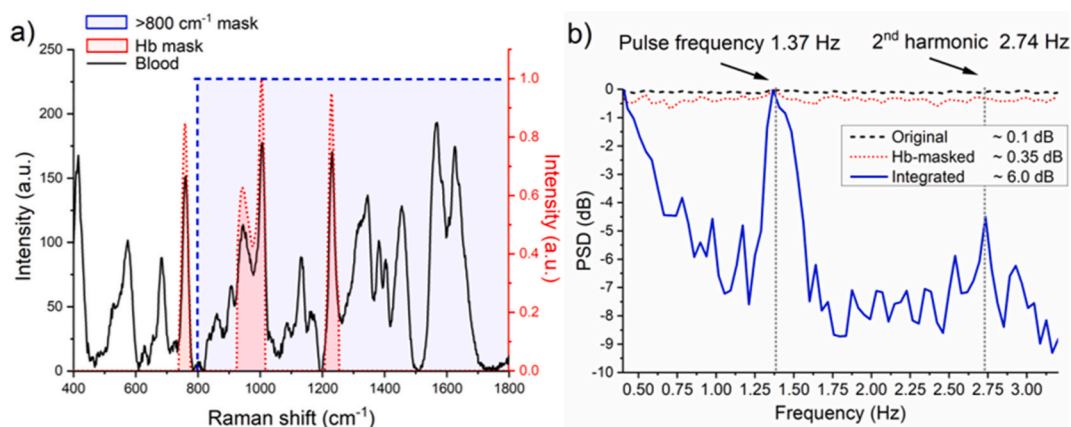 a)
>800 cm⁻¹ mask
Hb mask
Blood
250
200
150
100
50
0
Intensity (a.u.)
400 600 800 1000 1200 1400 1600 1800
Raman shift (cm⁻¹)
1.0
0.8
0.6
0.4
0.2
0.0
Intensity (a.u.)
b)
Pulse frequency 1.37 Hz
2ⁿᵈ harmonic 2.74 Hz
0
-1
-2
-3
-4
-5
-6
-7
-8
-9
-10
PSD (dB)
Original ~ 0.1 dB
Hb-masked ~ 0.35 dB
Integrated ~ 6.0 dB
0.50 0.75 1.00 1.25 1.50 1.75 2.00 2.25 2.50 2.75 3.00
Frequency (Hz)